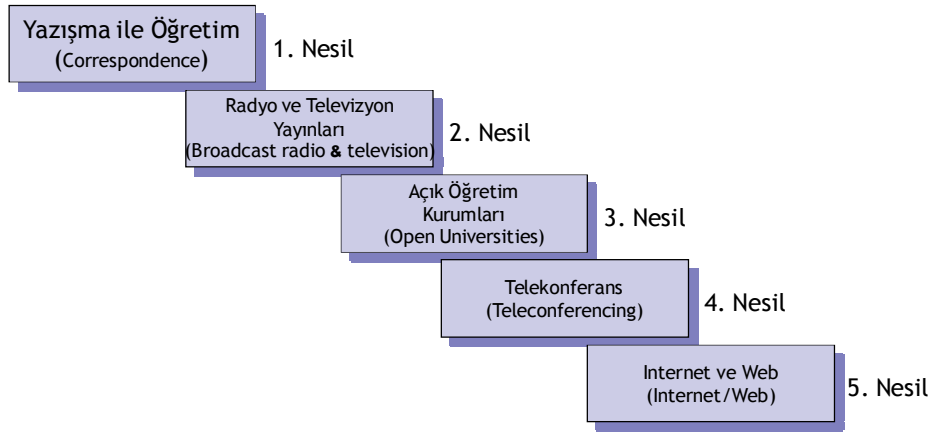 Yazışma ile Öğretim
(Correspondence)
1. Nesil
Radyo ve Televizyon
Yayınları
(Broadcast radio & television)
2. Nesil
Açık Öğretim
Kurumları
(Open Universities)
3. Nesil
Telekonferans
(Teleconferencing)
4. Nesil
Internet ve Web
(Internet/Web)
5. Nesil